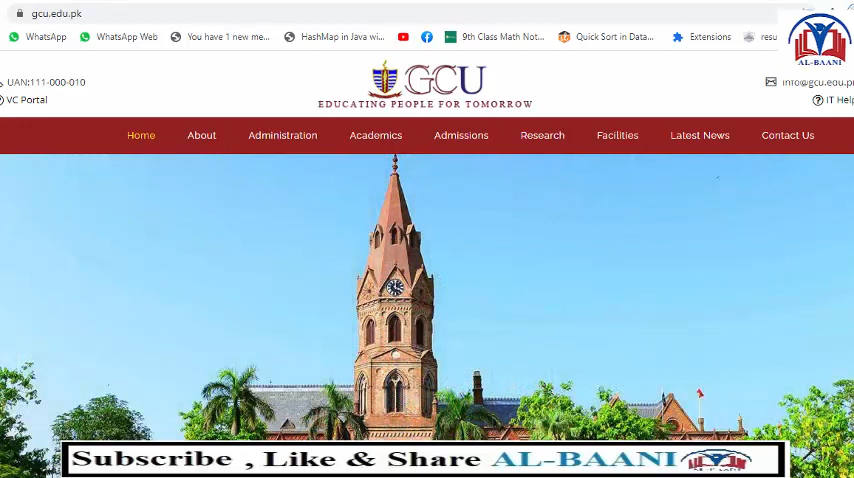 gcu.edu.pk
WhatsApp WhatsApp Web You have 1 new me... HashMap in Java wi... 9th Class Math Not... Quick Sort in Data... Extensions resu
AL-BAANI
UAN:111-000-010
GCU
info@gcu.edu.p
EDUCATING PEOPLE FOR TOMORROW
VC Portal
IT Help
Home About Administration Academics Admissions Research Facilities Latest News Contact Us
Subscribe , Like & Share AL-BAANI